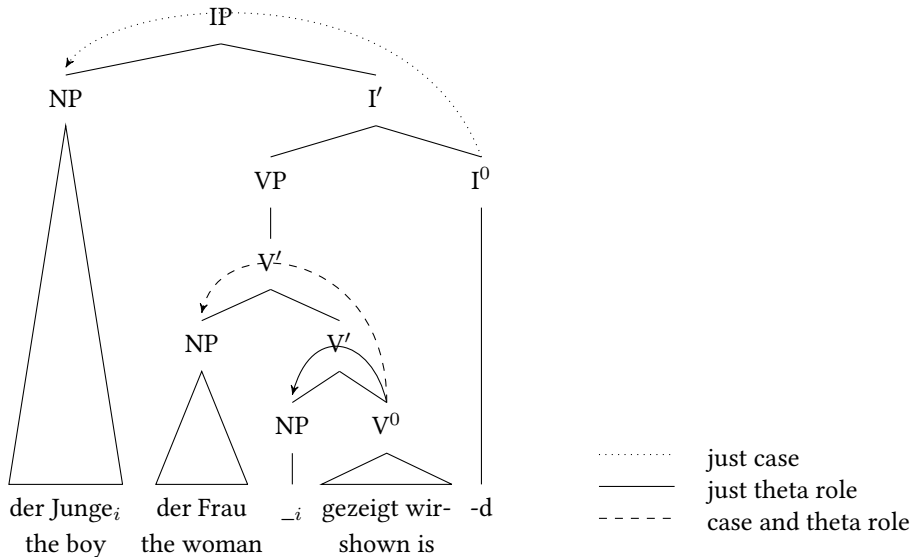 IP
NP I′
VP I⁰
V′
NP V′
NP V⁰
der Jungeᵢ der Frau _ᵢ gezeigt wir- -d
the boy the woman shown is
just case
just theta role
case and theta role